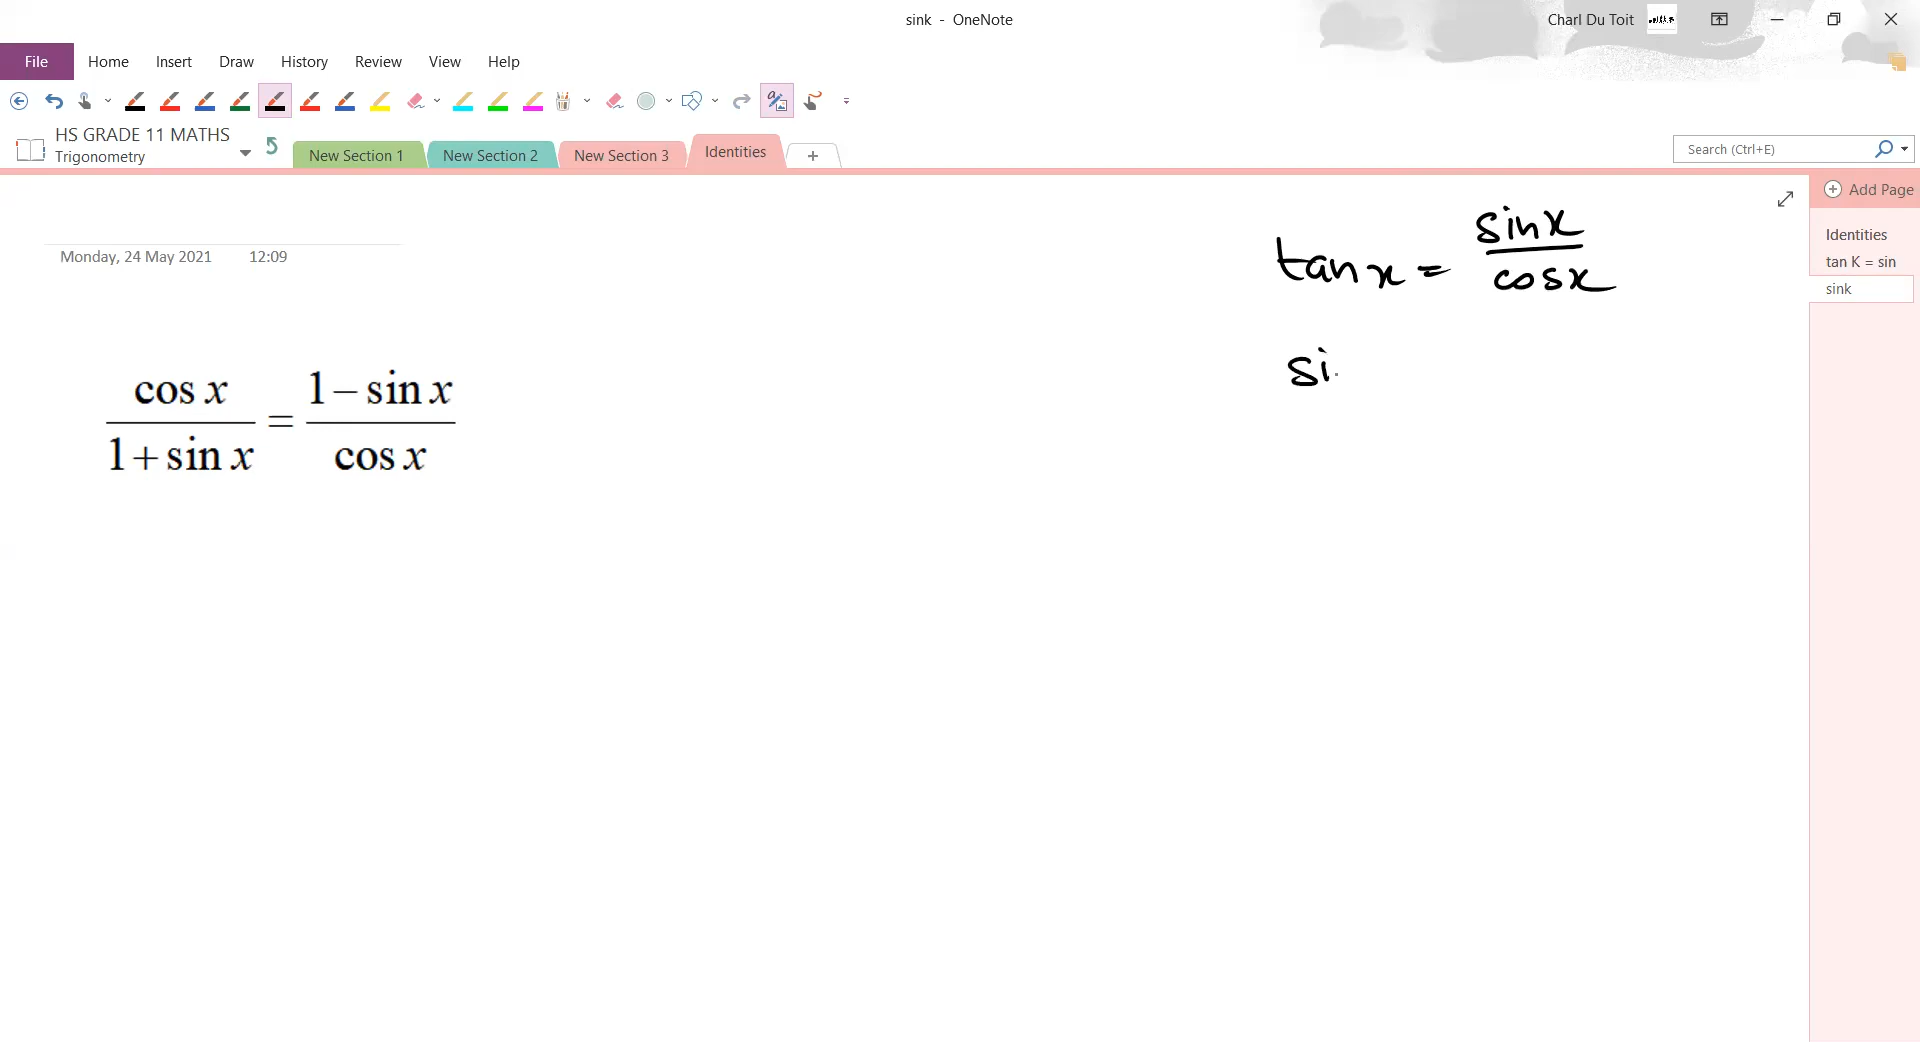 sink - OneNote
Charl Du Toit
File Home Insert Draw History Review View Help
HS GRADE 11 MATHS
Trigonometry
New Section 1 New Section 2 New Section 3 Identities +
Search (Ctrl+E)
Add Page
Identities
tan K = sin
sink
Monday, 24 May 2021 12:09
tan x = sin x / cos x
si
cos x / 1 + sin x = 1 − sin x / cos x